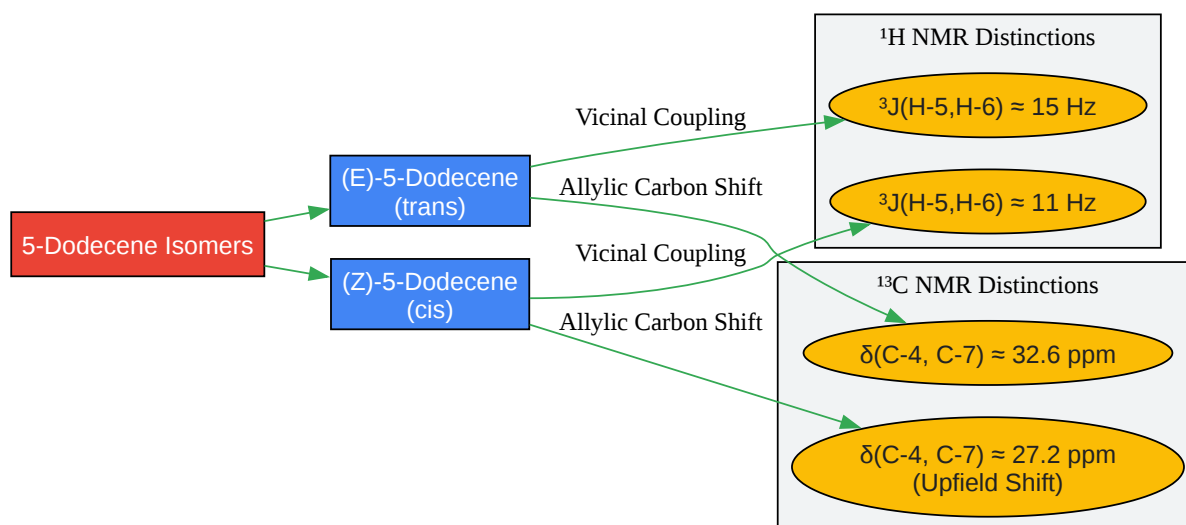 5-Dodecene Isomers
(E)-5-Dodecene
(trans)
(Z)-5-Dodecene
(cis)
Vicinal Coupling
Allylic Carbon Shift
Vicinal Coupling
Allylic Carbon Shift
¹H NMR Distinctions
³J(H-5,H-6) ≈ 15 Hz
³J(H-5,H-6) ≈ 11 Hz
¹³C NMR Distinctions
δ(C-4, C-7) ≈ 32.6 ppm
δ(C-4, C-7) ≈ 27.2 ppm
(Upfield Shift)